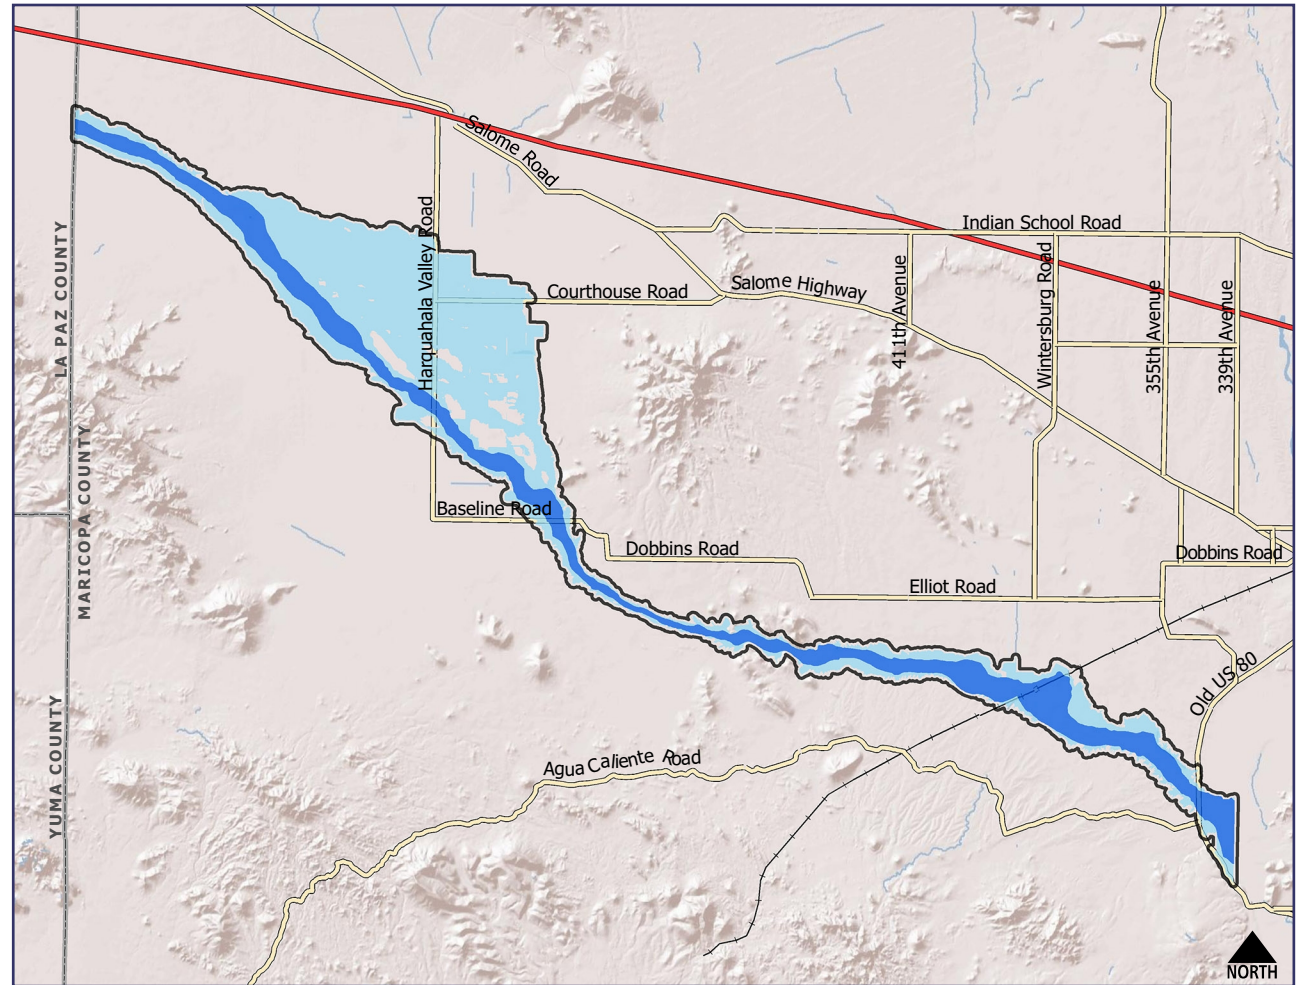 Salome Road
Indian School Road
Harquahala Valley Road
Courthouse Road
Salome Highway
411th Avenue
Wintersburg Road
355th Avenue
339th Avenue
LA PAZ COUNTY
MARICOPA COUNTY
YUMA COUNTY
Baseline Road
Dobbins Road
Dobbins Road
Elliot Road
Old US 80
Agua Caliente Road
NORTH